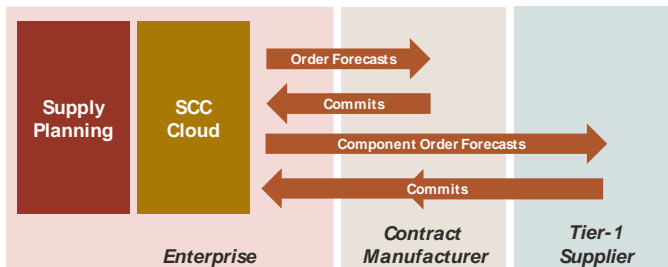 Order Forecasts
Supply
Planning
SCC
Cloud
Commits
Component Order Forecasts
Commits
Enterprise
Contract
Manufacturer
Tier-1
Supplier